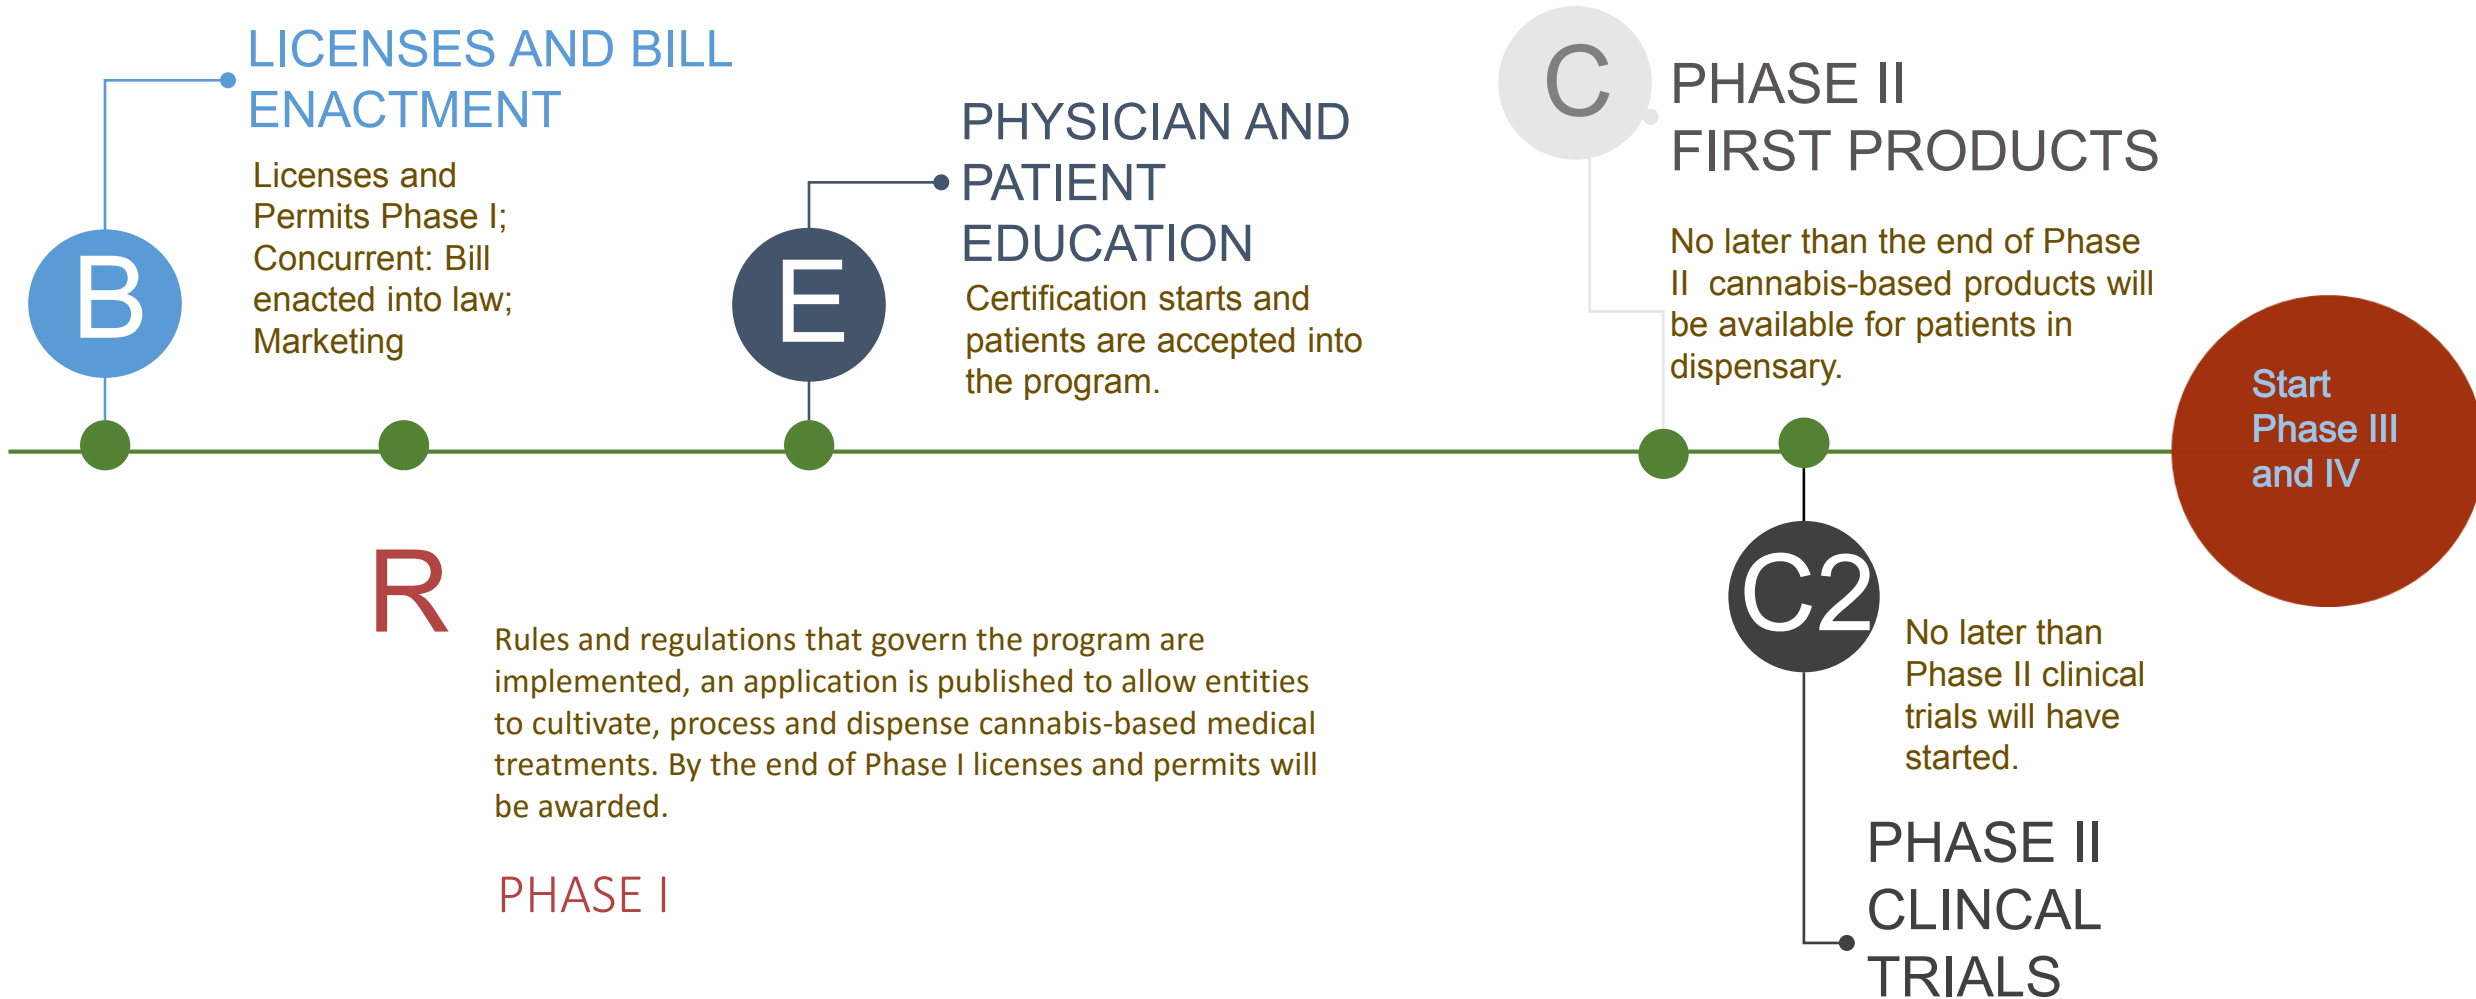 B
LICENSES AND BILL
ENACTMENT
Licenses and
Permits Phase I;
Concurrent: Bill
enacted into law;
Marketing
R
Rules and regulations that govern the program are
implemented, an application is published to allow entities
to cultivate, process and dispense cannabis-based medical
treatments. By the end of Phase I licenses and permits will
be awarded.
PHASE I
E
PHYSICIAN AND
PATIENT
EDUCATION
Certification starts and
patients are accepted into
the program.
C
PHASE II
FIRST PRODUCTS
No later than the end of Phase
II cannabis-based products will
be available for patients in
dispensary.
C2
No later than
Phase II clinical
trials will have
started.
PHASE II
CLINCAL
TRIALS
Start
Phase III
and IV